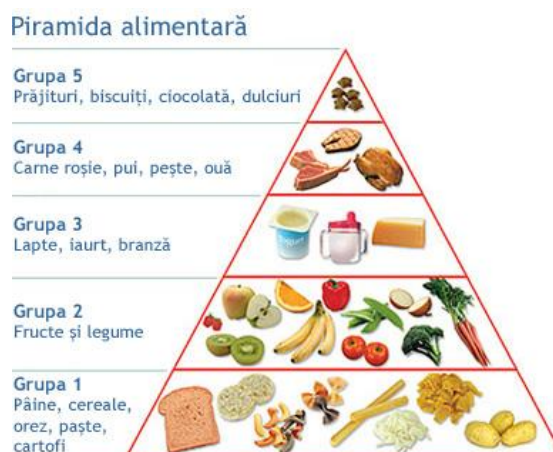 Piramida alimentară
Grupa 5
Prăjituri, biscuiți, ciocolată, dulciuri
Grupa 4
Carne roșie, pui, pește, ouă
Grupa 3
Lapte, iaurt, branză
Grupa 2
Fructe și legume
Grupa 1
Pâine, cereale,
orez, paște,
cartofi